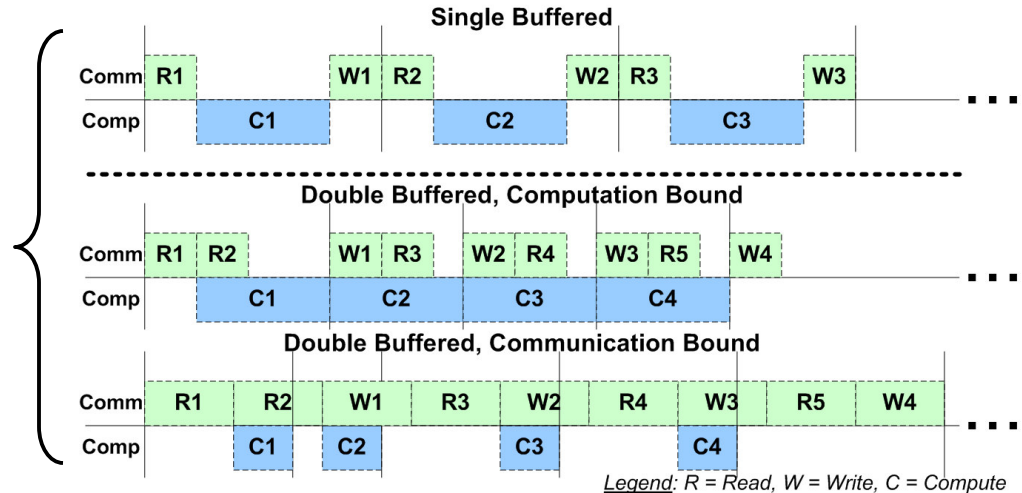 Single Buffered
Comm R1 W1 R2 W2 R3 W3
Comp C1 C2 C3
Double Buffered, Computation Bound
Comm R1 R2 W1 R3 W2 R4 W3 R5 W4
Comp C1 C2 C3 C4
Double Buffered, Communication Bound
Comm R1 R2 W1 R3 W2 R4 W3 R5 W4
Comp C1 C2 C3 C4
Legend: R = Read, W = Write, C = Compute